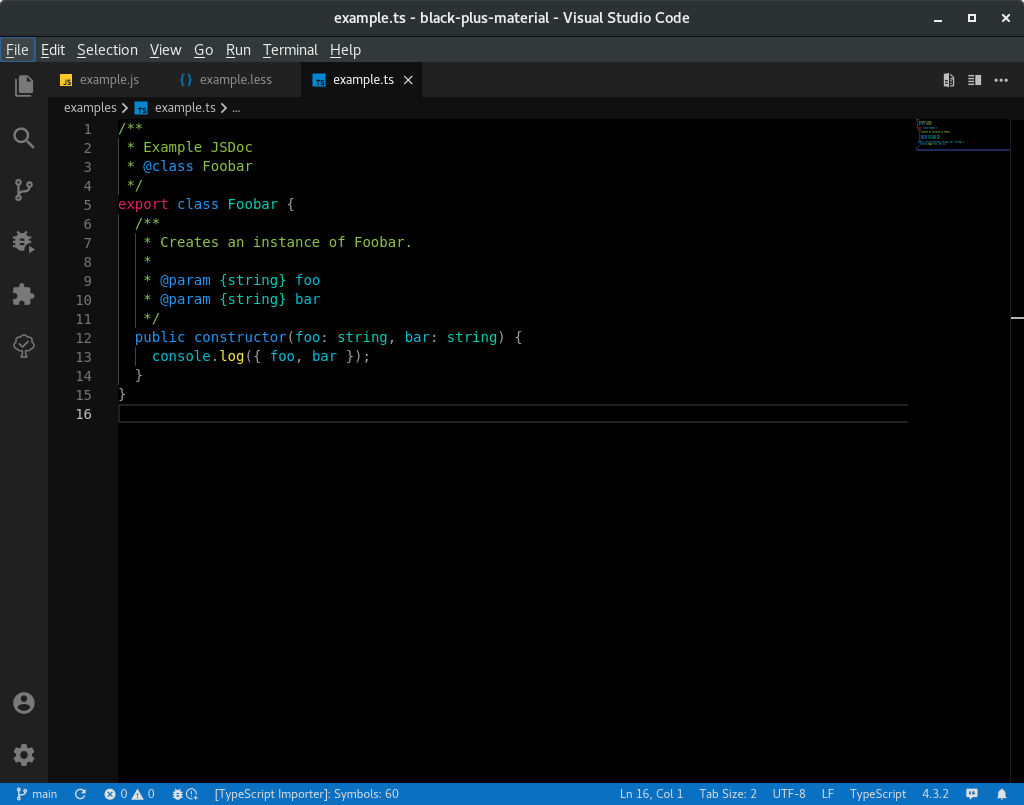 example.ts - black-plus-material - Visual Studio Code
File Edit Selection View Go Run Terminal Help
JS example.js {} example.less TS example.ts
examples > TS example.ts > ...
1 /**
2  * Example JSDoc
3  * @class Foobar
4  */
5 export class Foobar {
6   /**
7    * Creates an instance of Foobar.
8    *
9    * @param {string} foo
10    * @param {string} bar
11    */
12   public constructor(foo: string, bar: string) {
13     console.log({ foo, bar });
14   }
15 }
16
main 0 0 [TypeScript Importer]: Symbols: 60 Ln 16, Col 1 Tab Size: 2 UTF-8 LF TypeScript 4.3.2